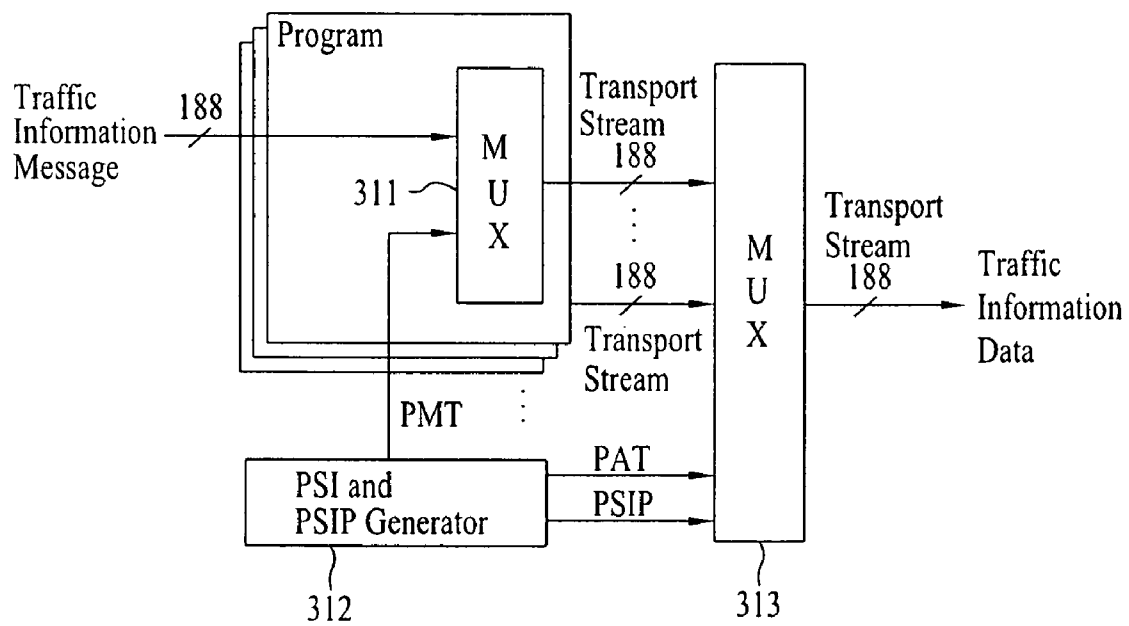 Program
Traffic
Information
Message
188
311
M
U
X
Transport
Stream
188
188
Transport
Stream
M
U
X
Transport
Stream
188
Traffic
Information
Data
PMT
PSI and
PSIP Generator
PAT
PSIP
312
313